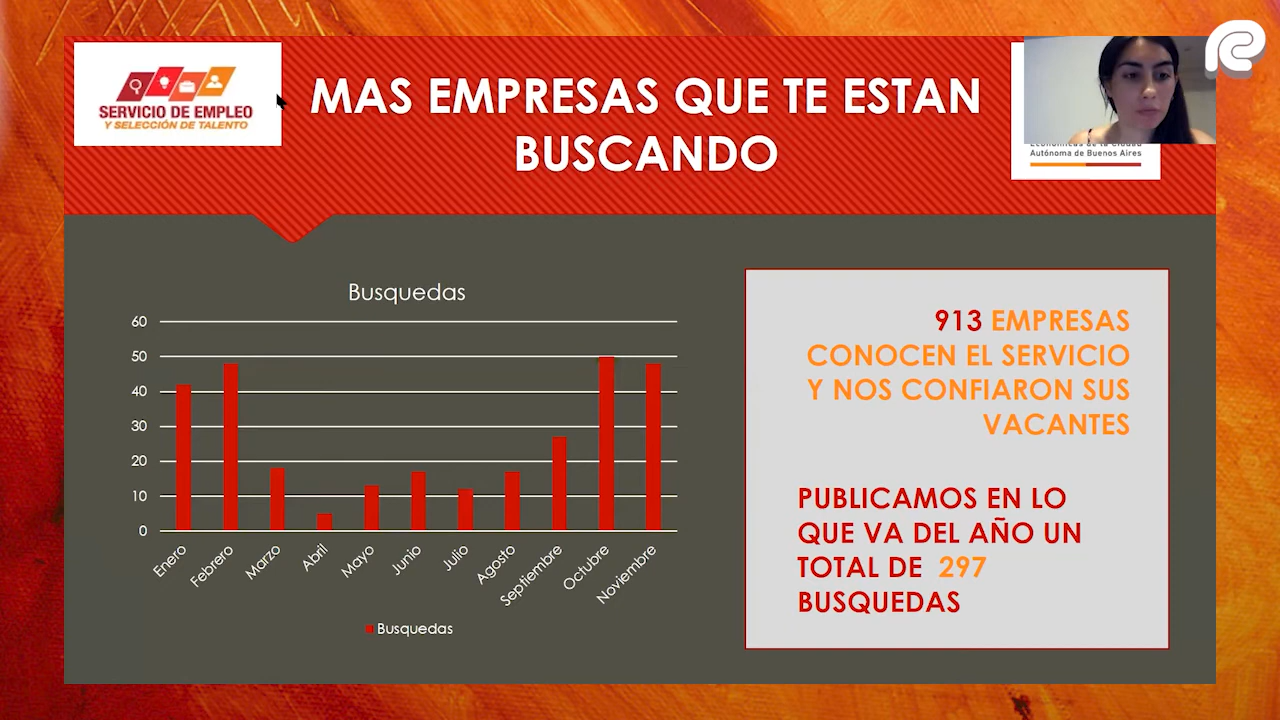 SERVICIO DE EMPLEO
Y SELECCIÓN DE TALENTO
MAS EMPRESAS QUE TE ESTAN
BUSCANDO
Autónoma de Buenos Aires
Busquedas
60
50
40
30
20
10
0
Enero
Febrero
Marzo
Abril
Mayo
Junio
Julio
Agosto
Septiembre
Octubre
Noviembre
Busquedas
913 EMPRESAS
CONOCEN EL SERVICIO
Y NOS CONFIARON SUS
VACANTES
PUBLICAMOS EN LO
QUE VA DEL AÑO UN
TOTAL DE 297
BUSQUEDAS